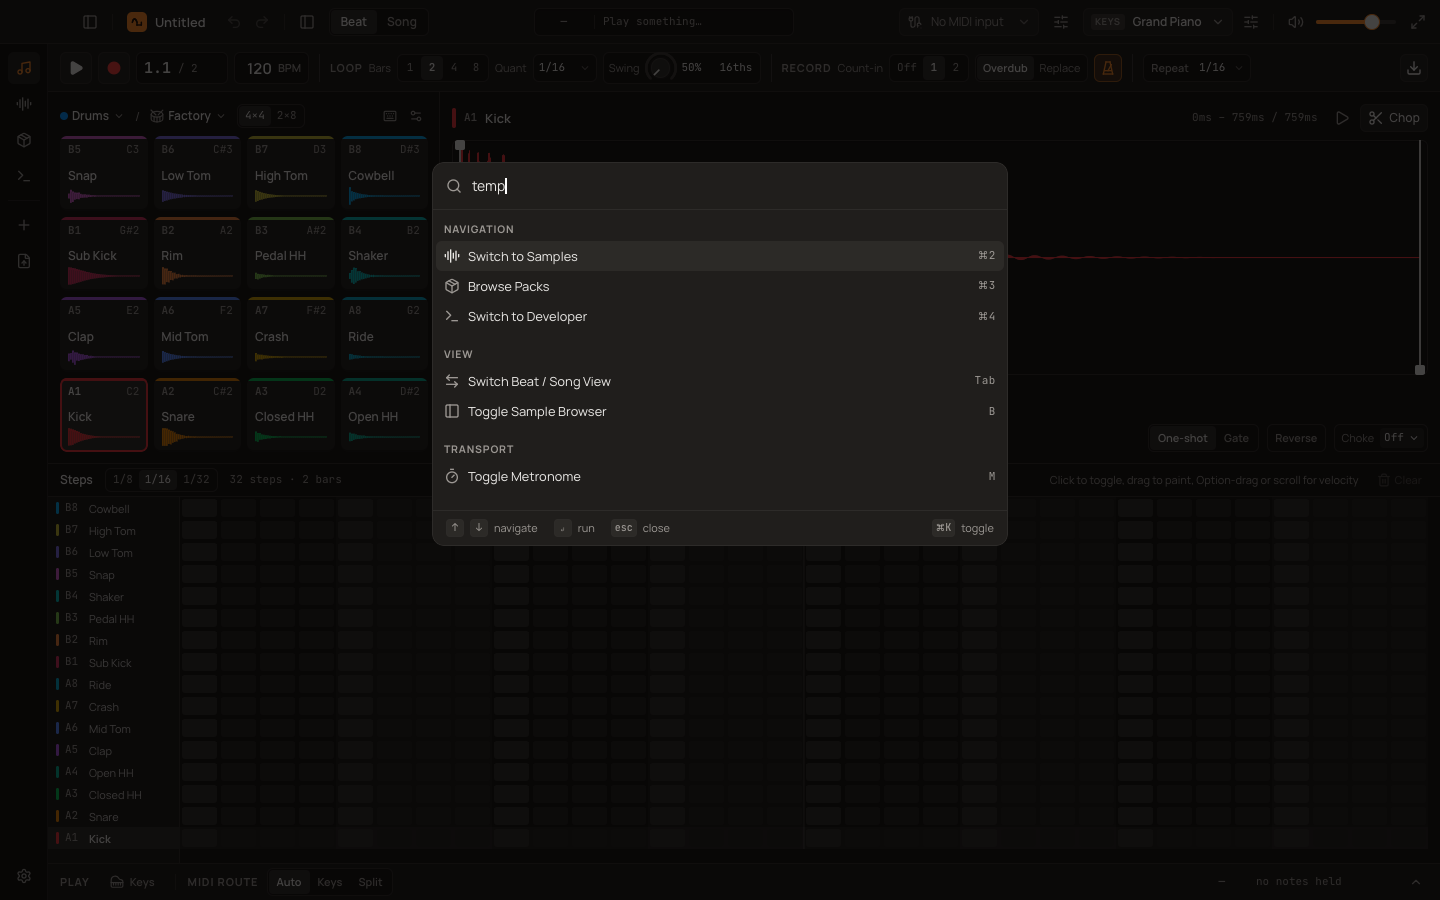 Untitled
Beat Song
– Play something…
No MIDI input
KEYS Grand Piano
1.1 / 2
120 BPM
LOOP Bars 1 2 4 8
Quant 1/16
Swing 50% 16ths
RECORD Count-in Off 1 2
Overdub Replace
Repeat 1/16
Drums / Factory 4×4 2×8
B5 C3 Snap
B6 C#3 Low Tom
B7 D3 High Tom
B8 D#3 Cowbell
B1 G#2 Sub Kick
B2 A2 Rim
B3 A#2 Pedal HH
B4 B2 Shaker
A5 E2 Clap
A6 F2 Mid Tom
A7 F#2 Crash
A8 G2 Ride
A1 C2 Kick
A2 C#2 Snare
A3 D2 Closed HH
A4 D#2 Open HH
A1 Kick
0ms – 759ms / 759ms
Chop
temp
NAVIGATION
Switch to Samples ⌘2
Browse Packs ⌘3
Switch to Developer ⌘4
VIEW
Switch Beat / Song View Tab
Toggle Sample Browser B
TRANSPORT
Toggle Metronome M
↑ ↓ navigate ↵ run esc close ⌘K toggle
One-shot Gate Reverse Choke Off
Steps 1/8 1/16 1/32 32 steps · 2 bars
Click to toggle, drag to paint, Option-drag or scroll for velocity Clear
B8 Cowbell
B7 High Tom
B6 Low Tom
B5 Snap
B4 Shaker
B3 Pedal HH
B2 Rim
B1 Sub Kick
A8 Ride
A7 Crash
A6 Mid Tom
A5 Clap
A4 Open HH
A3 Closed HH
A2 Snare
A1 Kick
PLAY Keys MIDI ROUTE Auto Keys Split
– no notes held